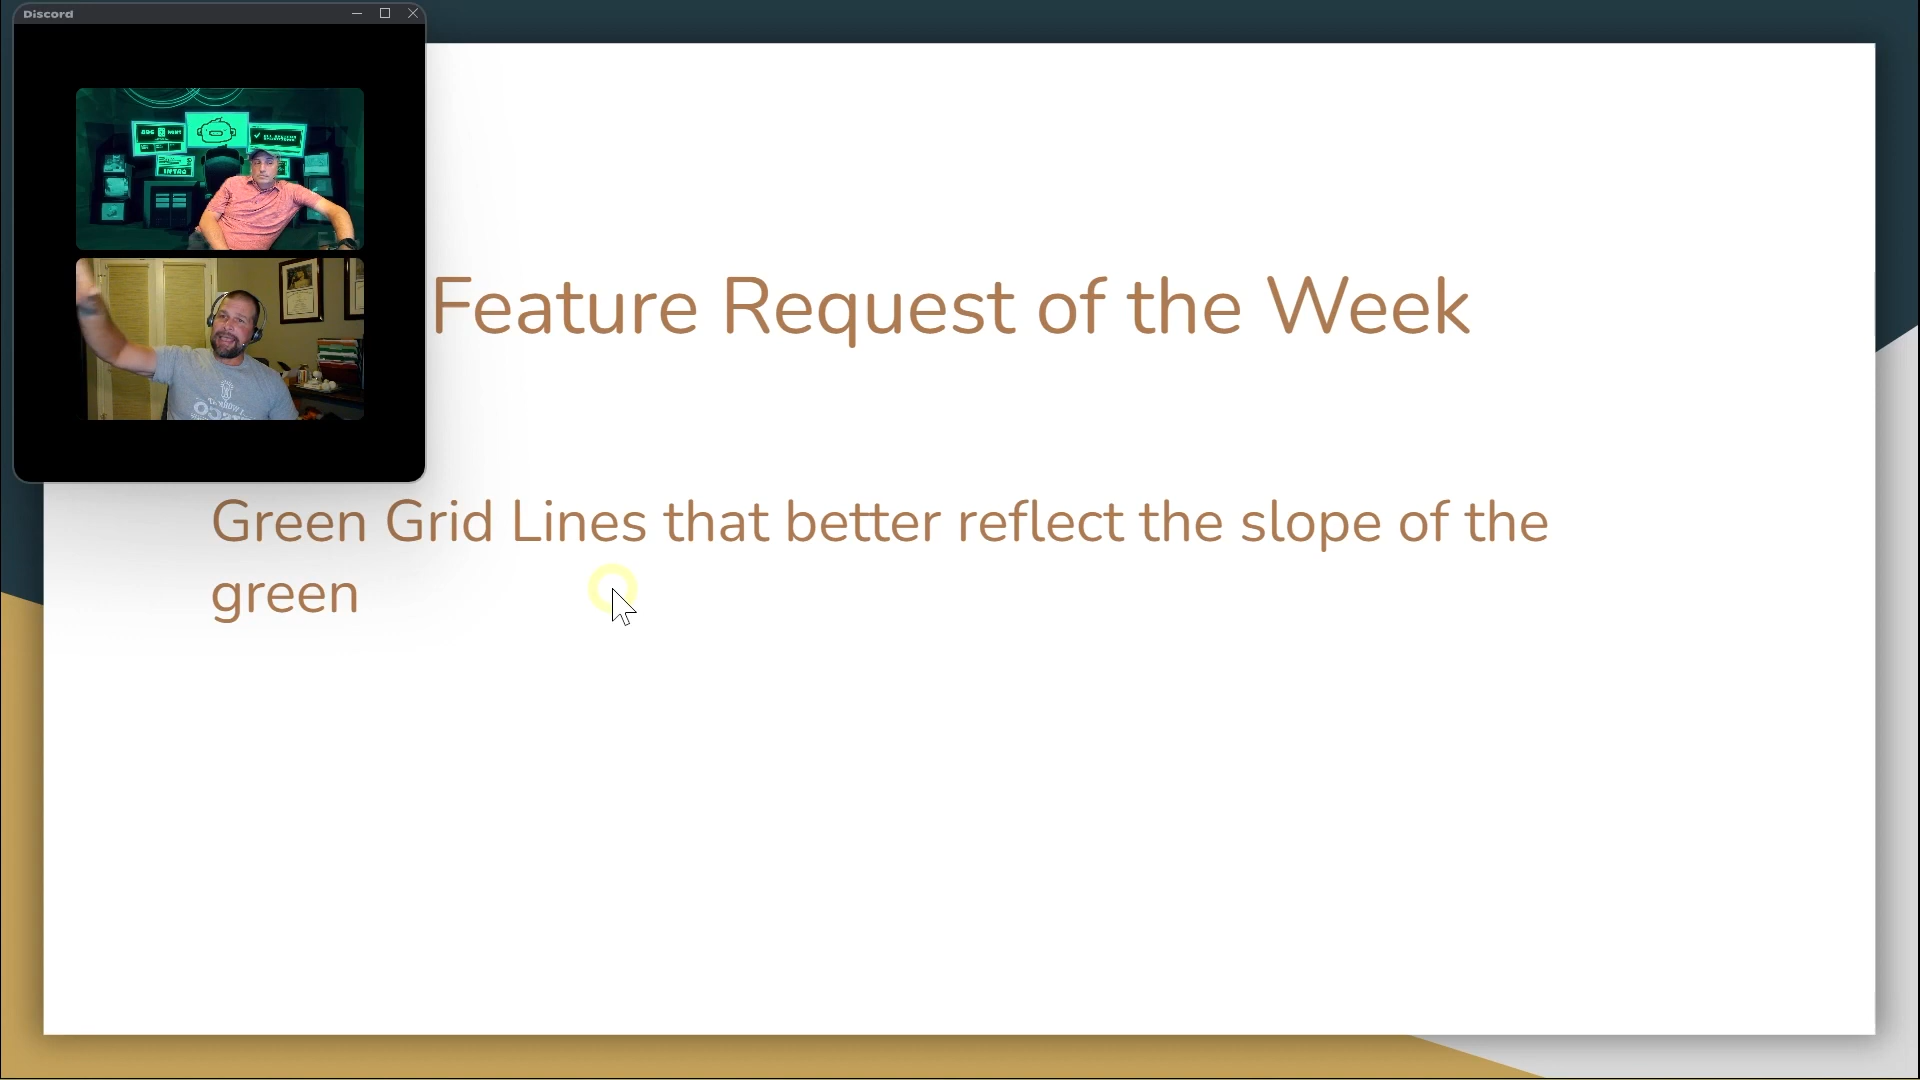 Discord
Feature Request of the Week
Green Grid Lines that better reflect the slope of the
green